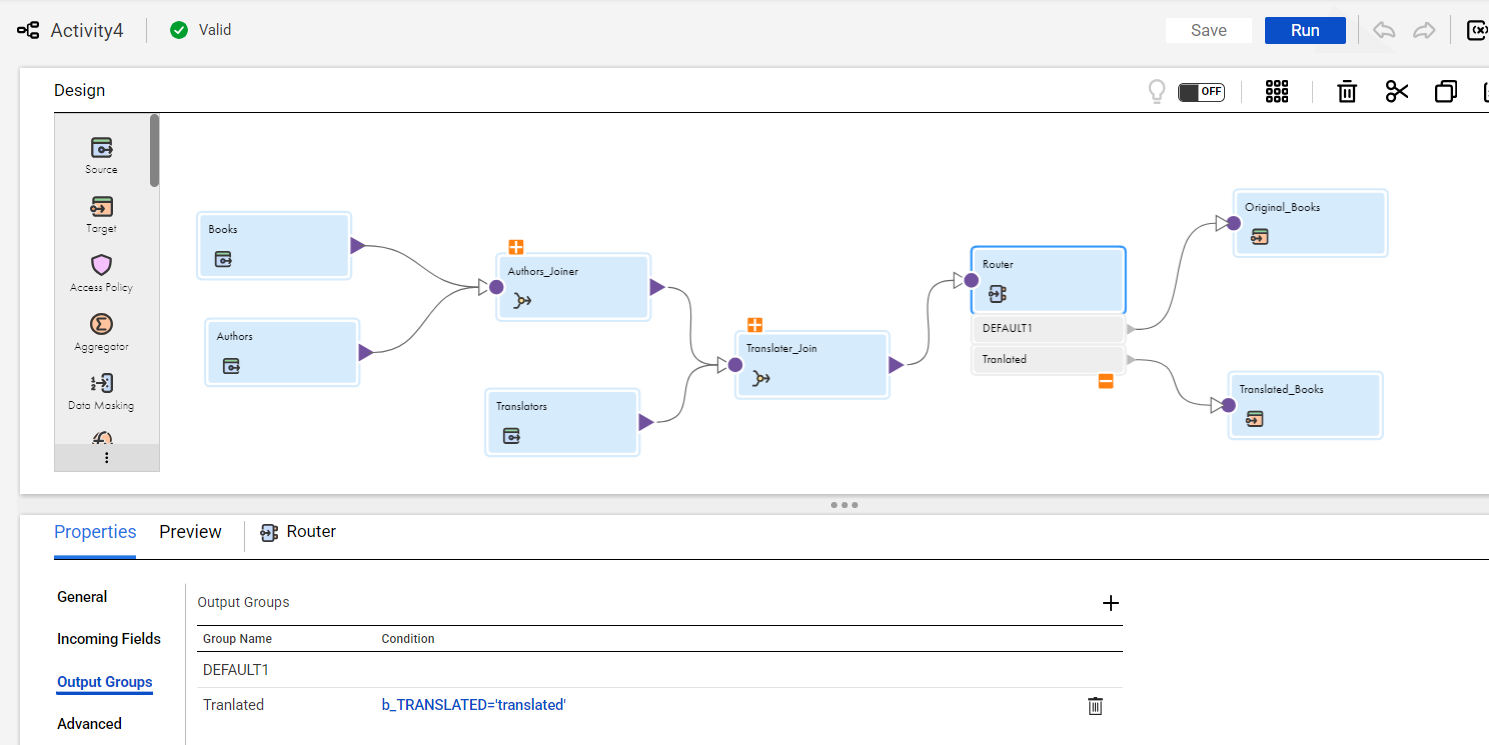 Activity4
Valid
Save
Run
Design
OFF
Source
Target
Access Policy
Aggregator
Data Masking
Books
Authors
Authors_Joiner
Translators
Translater_Join
Router
DEFAULT1
Tranlated
Original_Books
Translated_Books
Properties
Preview
Router
General
Incoming Fields
Output Groups
Advanced
Output Groups
Group Name Condition
DEFAULT1
Tranlated b_TRANSLATED='translated'